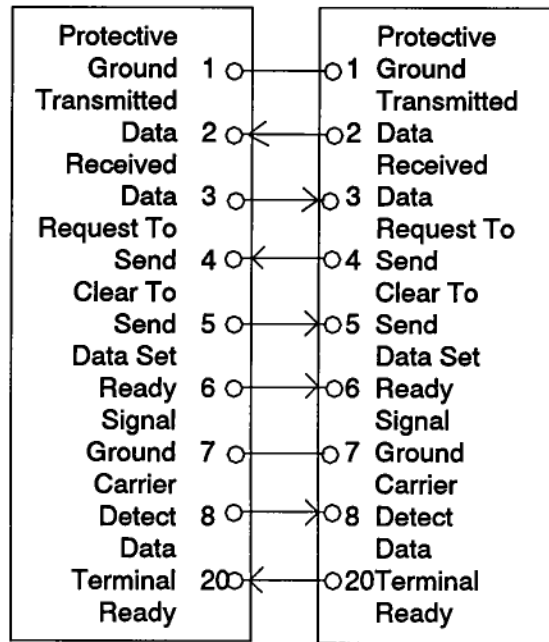 Protective
Ground 1
Transmitted
Data 2
Received
Data 3
Request To
Send 4
Clear To
Send 5
Data Set
Ready 6
Signal
Ground 7
Carrier
Detect 8
Data
Terminal 20
Ready
Protective
1 Ground
Transmitted
2 Data
Received
3 Data
Request To
4 Send
Clear To
5 Send
Data Set
6 Ready
Signal
7 Ground
Carrier
8 Detect
Data
20 Terminal
Ready